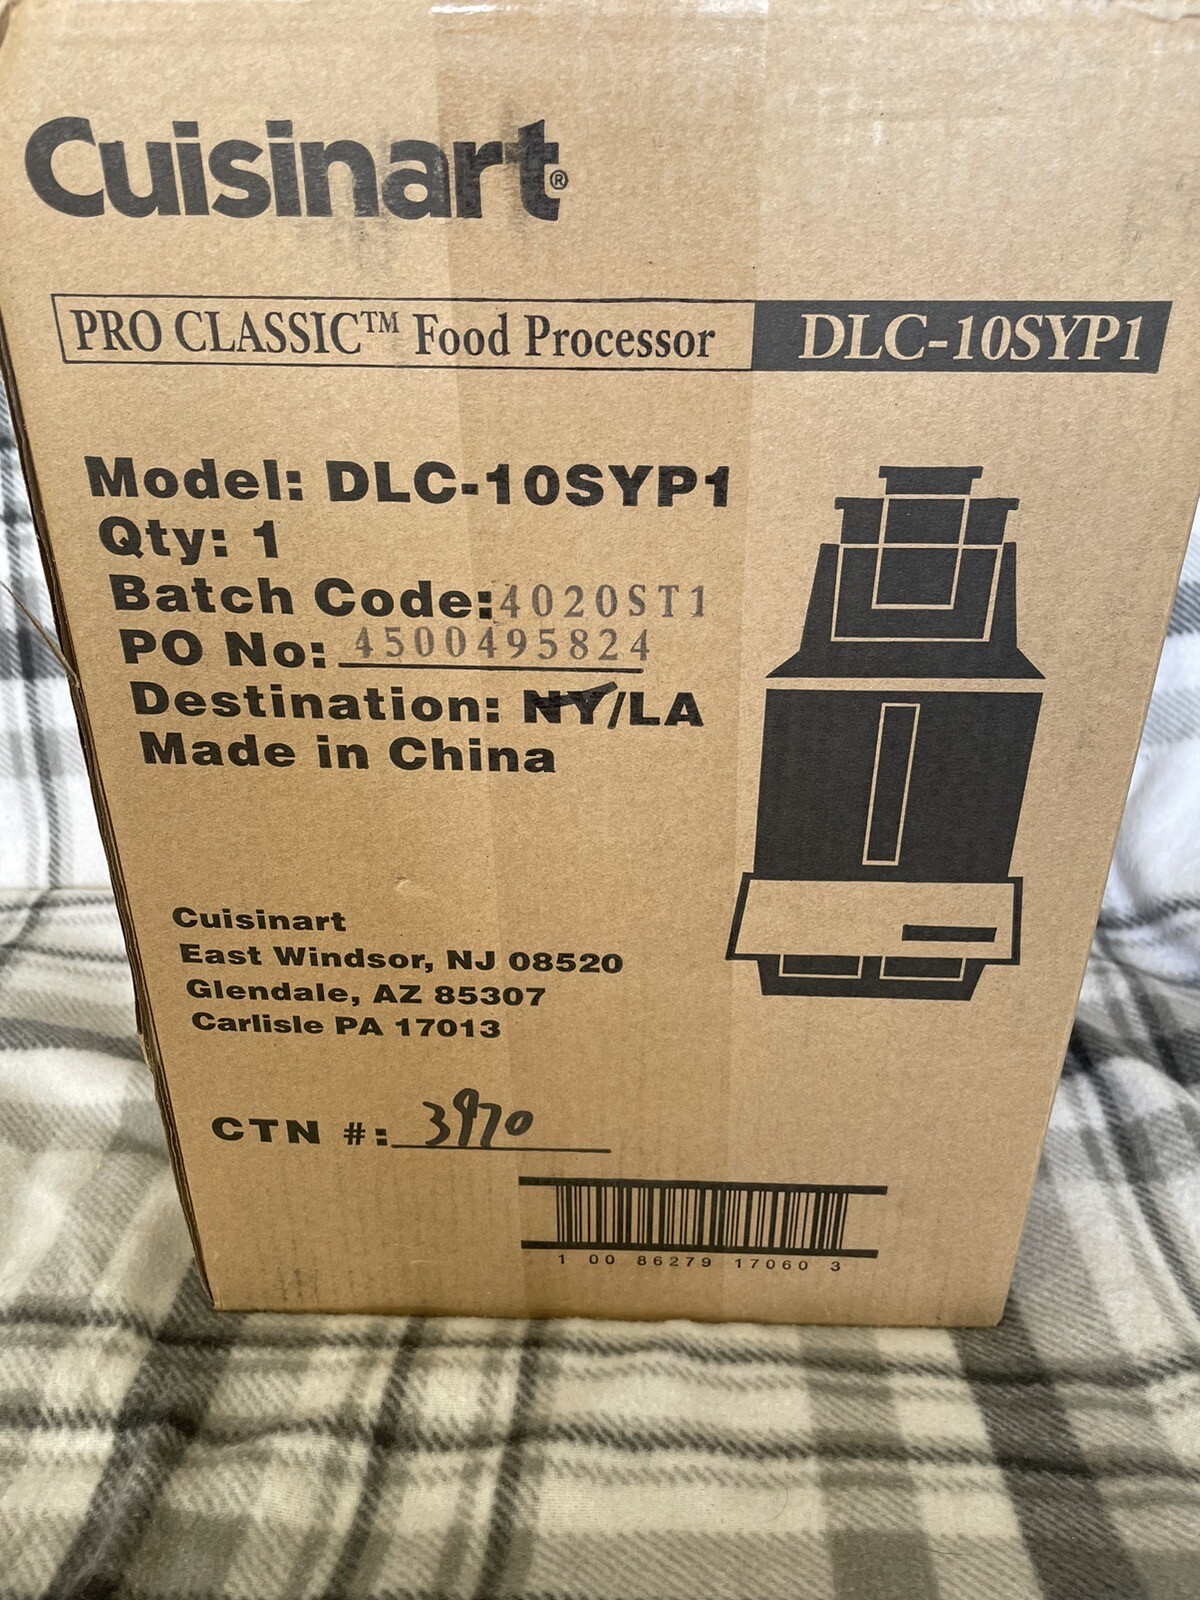 Cuisinart®
PRO CLASSIC™ Food Processor DLC-10SYP1
Model: DLC-10SYP1
Qty: 1
Batch Code: 4020ST1
PO No: 4500495824
Destination: NY/LA
Made in China
Cuisinart
East Windsor, NJ 08520
Glendale, AZ 85307
Carlisle PA 17013
CTN #: 3970
1 00 86279 17060 3